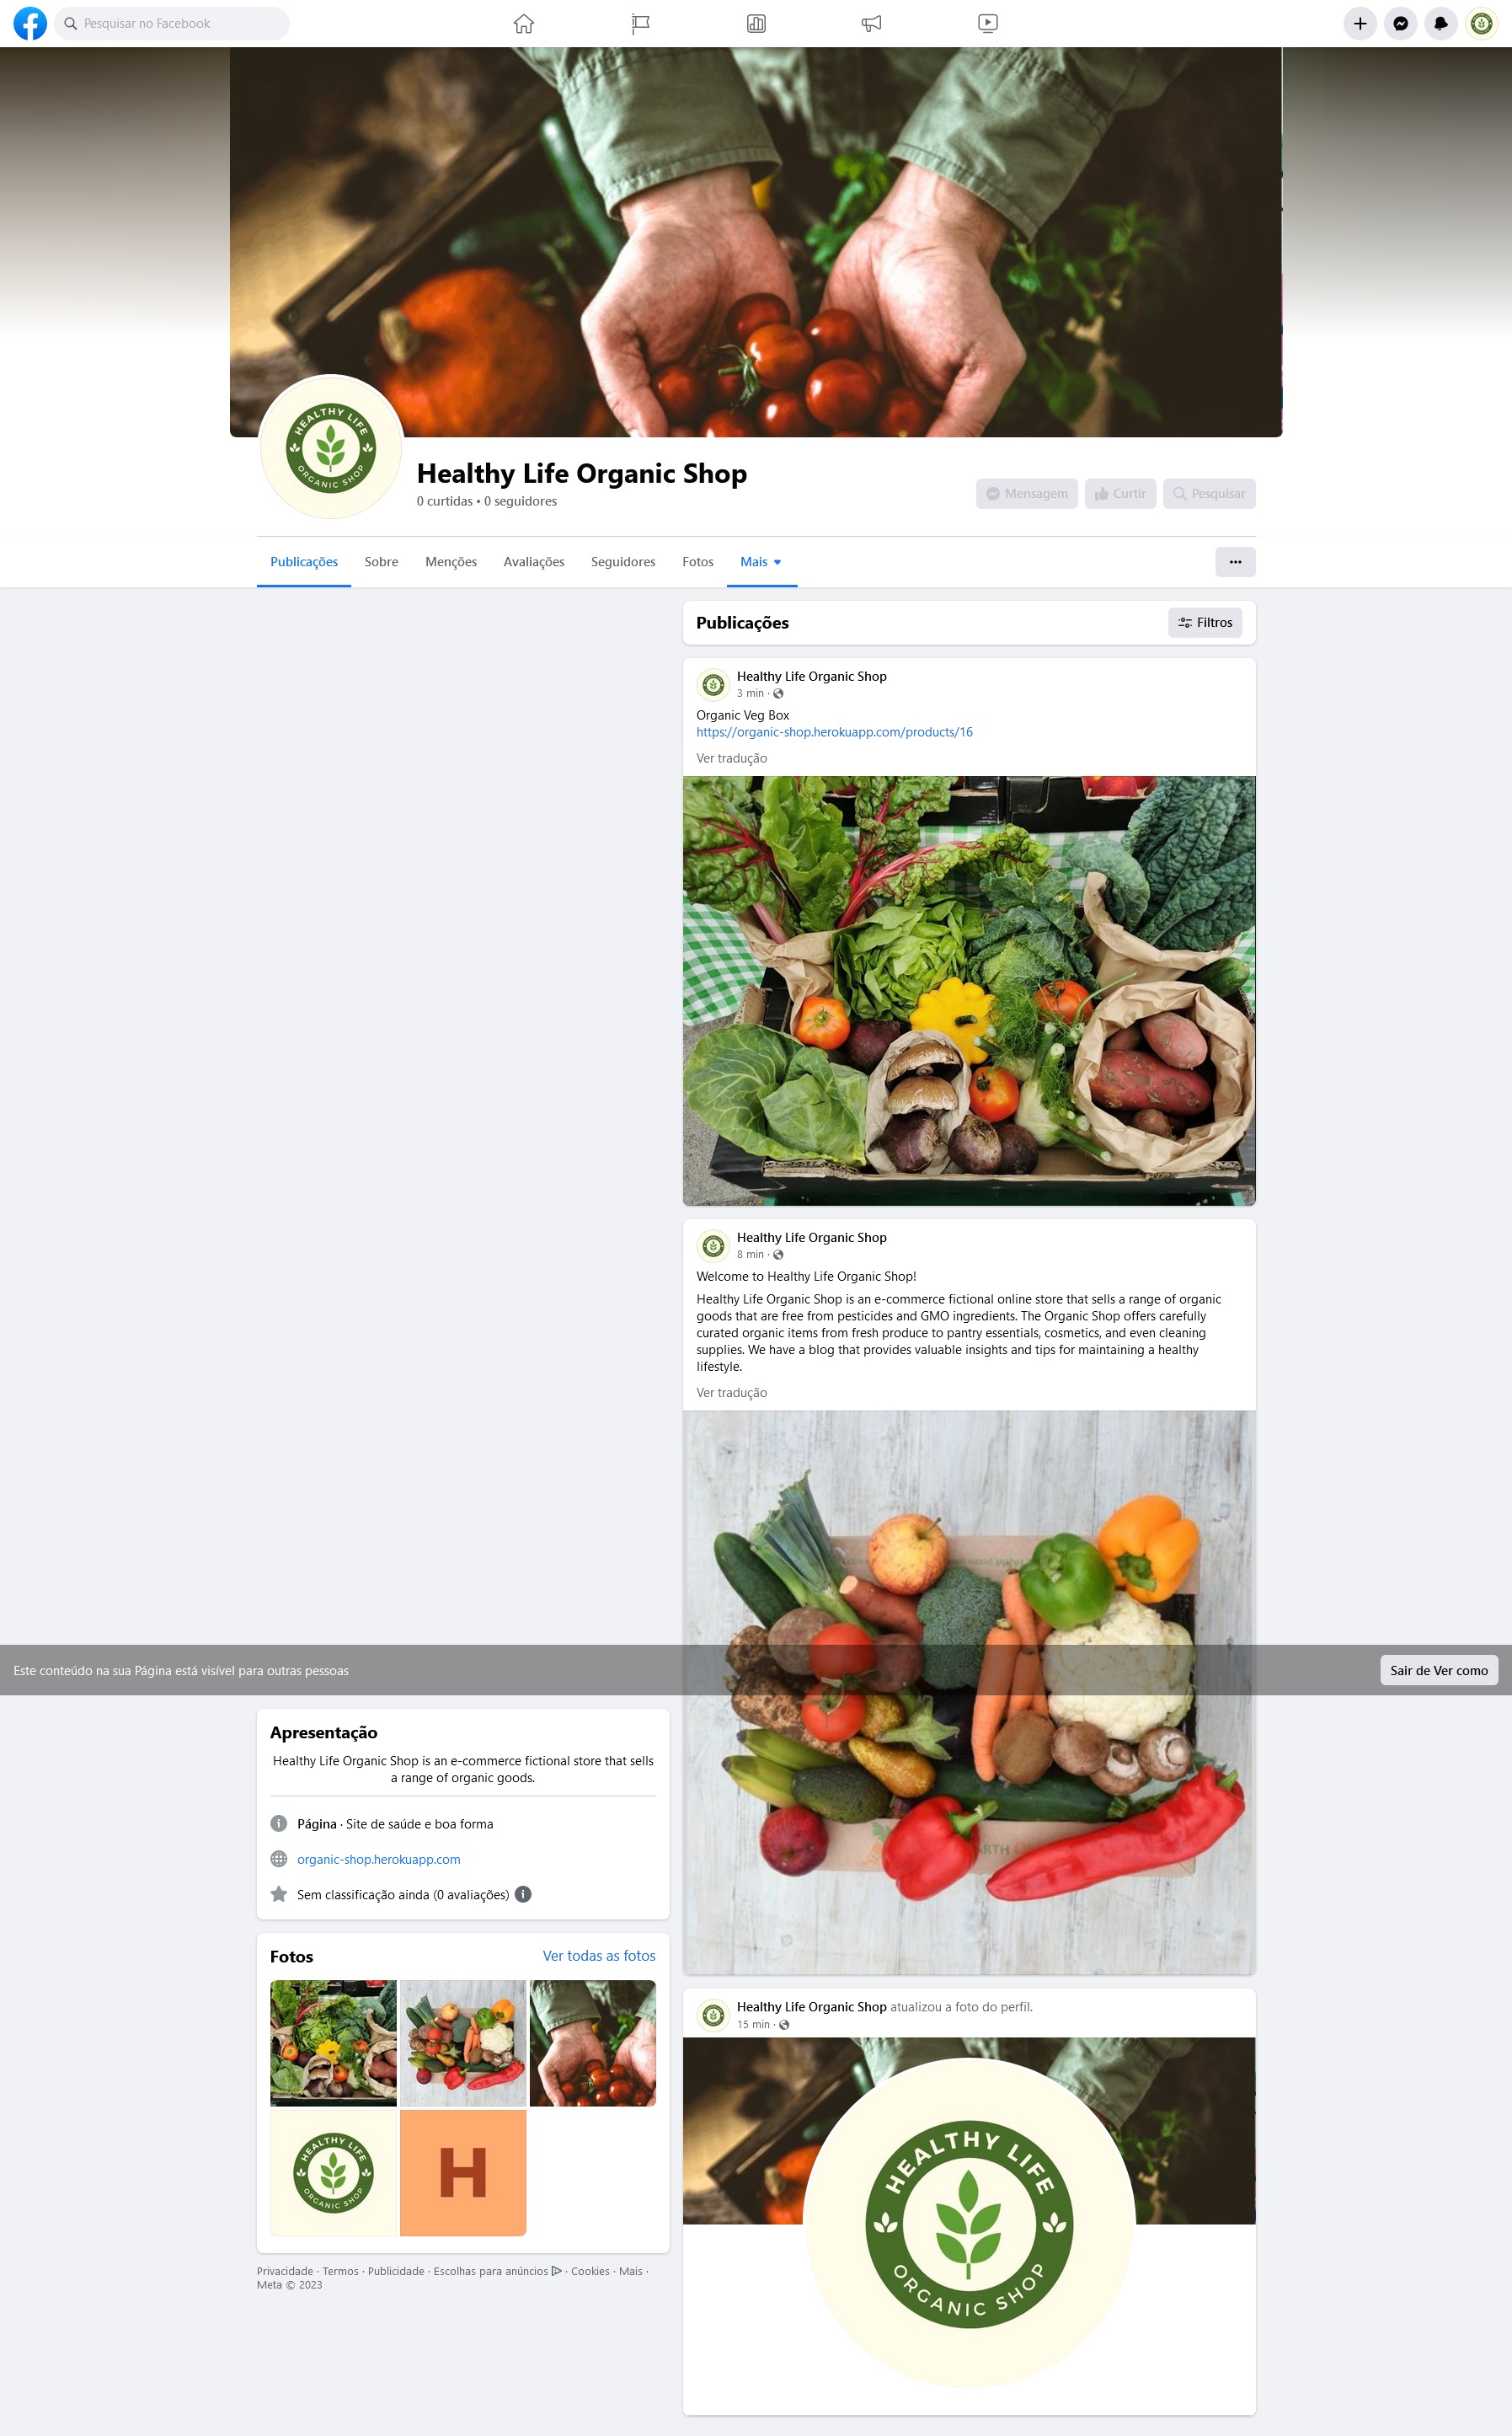 Pesquisar no Facebook
HEALTHY LIFE
ORGANIC SHOP
Healthy Life Organic Shop
0 curtidas • 0 seguidores
Mensagem
Curtir
Pesquisar
Publicações
Sobre
Menções
Avaliações
Seguidores
Fotos
Mais
Publicações
Filtros
Healthy Life Organic Shop
3 min ·
Organic Veg Box
https://organic-shop.herokuapp.com/products/16
Ver tradução
Healthy Life Organic Shop
8 min ·
Welcome to Healthy Life Organic Shop!
Healthy Life Organic Shop is an e-commerce fictional online store that sells a range of organic
goods that are free from pesticides and GMO ingredients. The Organic Shop offers carefully
curated organic items from fresh produce to pantry essentials, cosmetics, and even cleaning
supplies. We have a blog that provides valuable insights and tips for maintaining a healthy
lifestyle.
Ver tradução
Este conteúdo na sua Página está visível para outras pessoas
Sair de Ver como
Apresentação
Healthy Life Organic Shop is an e-commerce fictional store that sells
a range of organic goods.
Página · Site de saúde e boa forma
organic-shop.herokuapp.com
Sem classificação ainda (0 avaliações)
Fotos
Ver todas as fotos
HEALTHY LIFE
ORGANIC SHOP
H
Privacidade · Termos · Publicidade · Escolhas para anúncios · Cookies · Mais ·
Meta © 2023
Healthy Life Organic Shop atualizou a foto do perfil.
15 min ·
HEALTHY LIFE
ORGANIC SHOP